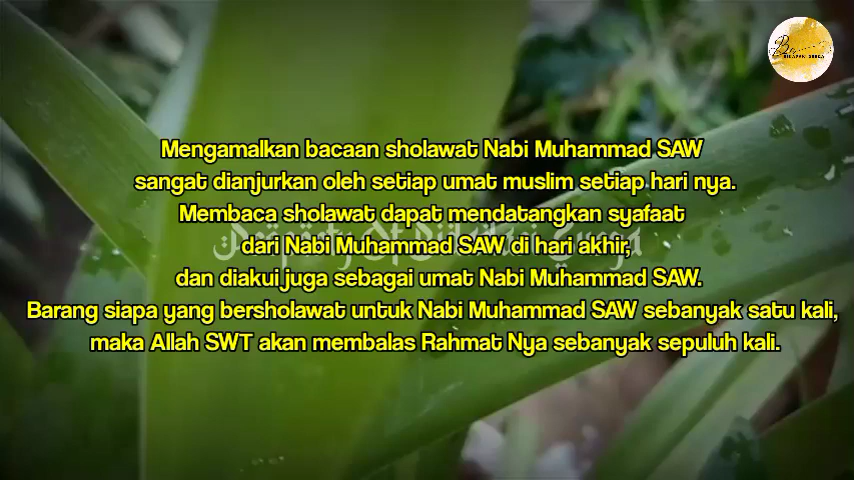 Mengamalkan bacaan sholawat Nabi Muhammad SAW
sangat dianjurkan oleh setiap umat muslim setiap hari nya.
Membaca sholawat dapat mendatangkan syafaat
dari Nabi Muhammad SAW di hari akhir,
dan diakui juga sebagai umat Nabi Muhammad SAW.
Barang siapa yang bersholawat untuk Nabi Muhammad SAW sebanyak satu kali,
maka Allah SWT akan membalas Rahmat Nya sebanyak sepuluh kali.